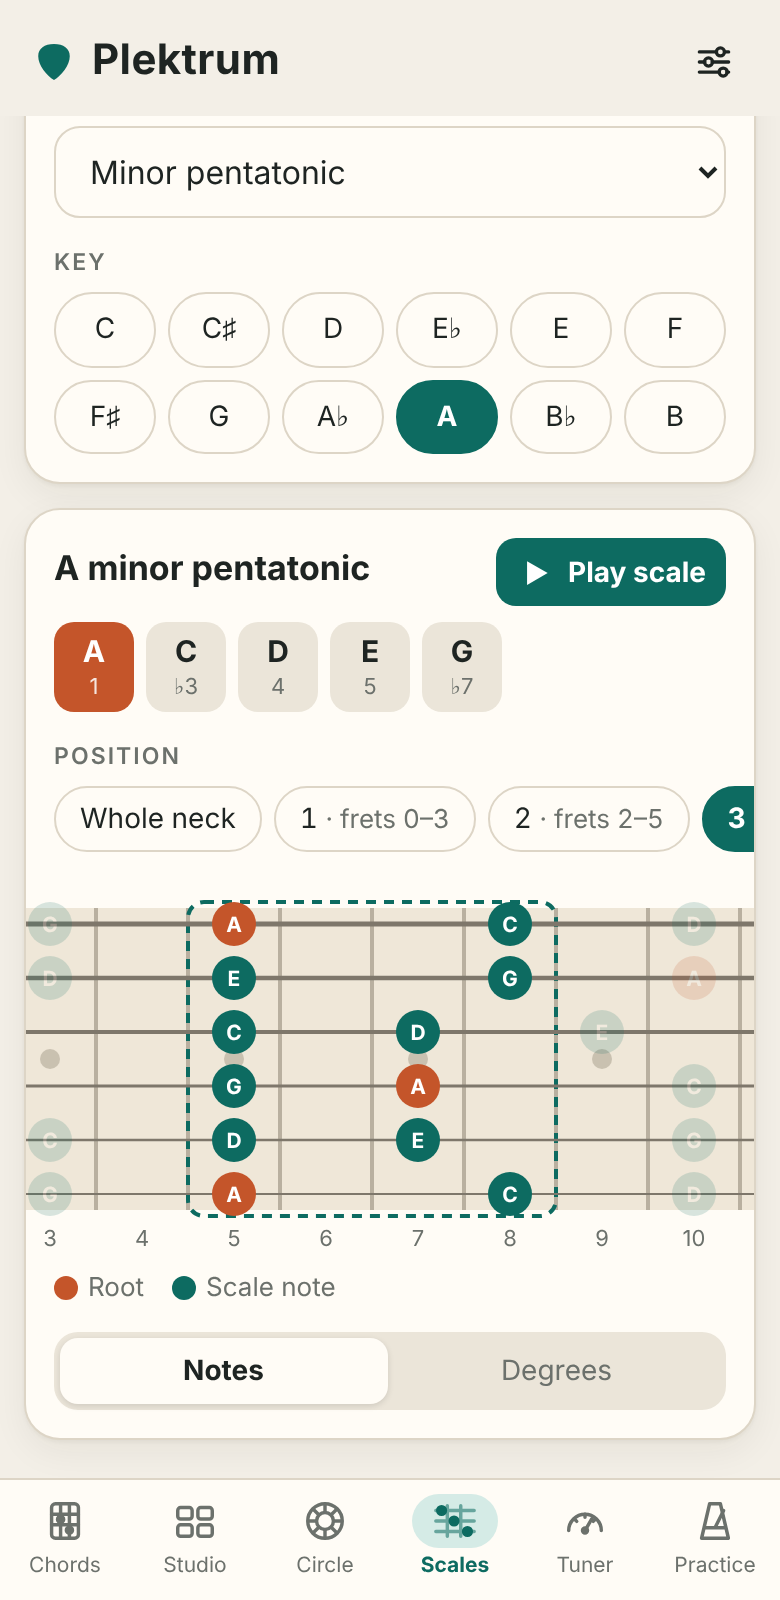 Plektrum
Minor pentatonic
KEY
C C♯ D E♭ E F
F♯ G A♭ A B♭ B
A minor pentatonic
Play scale
A C D E G
1 ♭3 4 5 ♭7
POSITION
Whole neck 1 · frets 0–3 2 · frets 2–5 3
G A C D
D E G A
C D E
G A C
C D E G
G A C D
3 4 5 6 7 8 9 10
Root Scale note
Notes Degrees
Chords Studio Circle Scales Tuner Practice